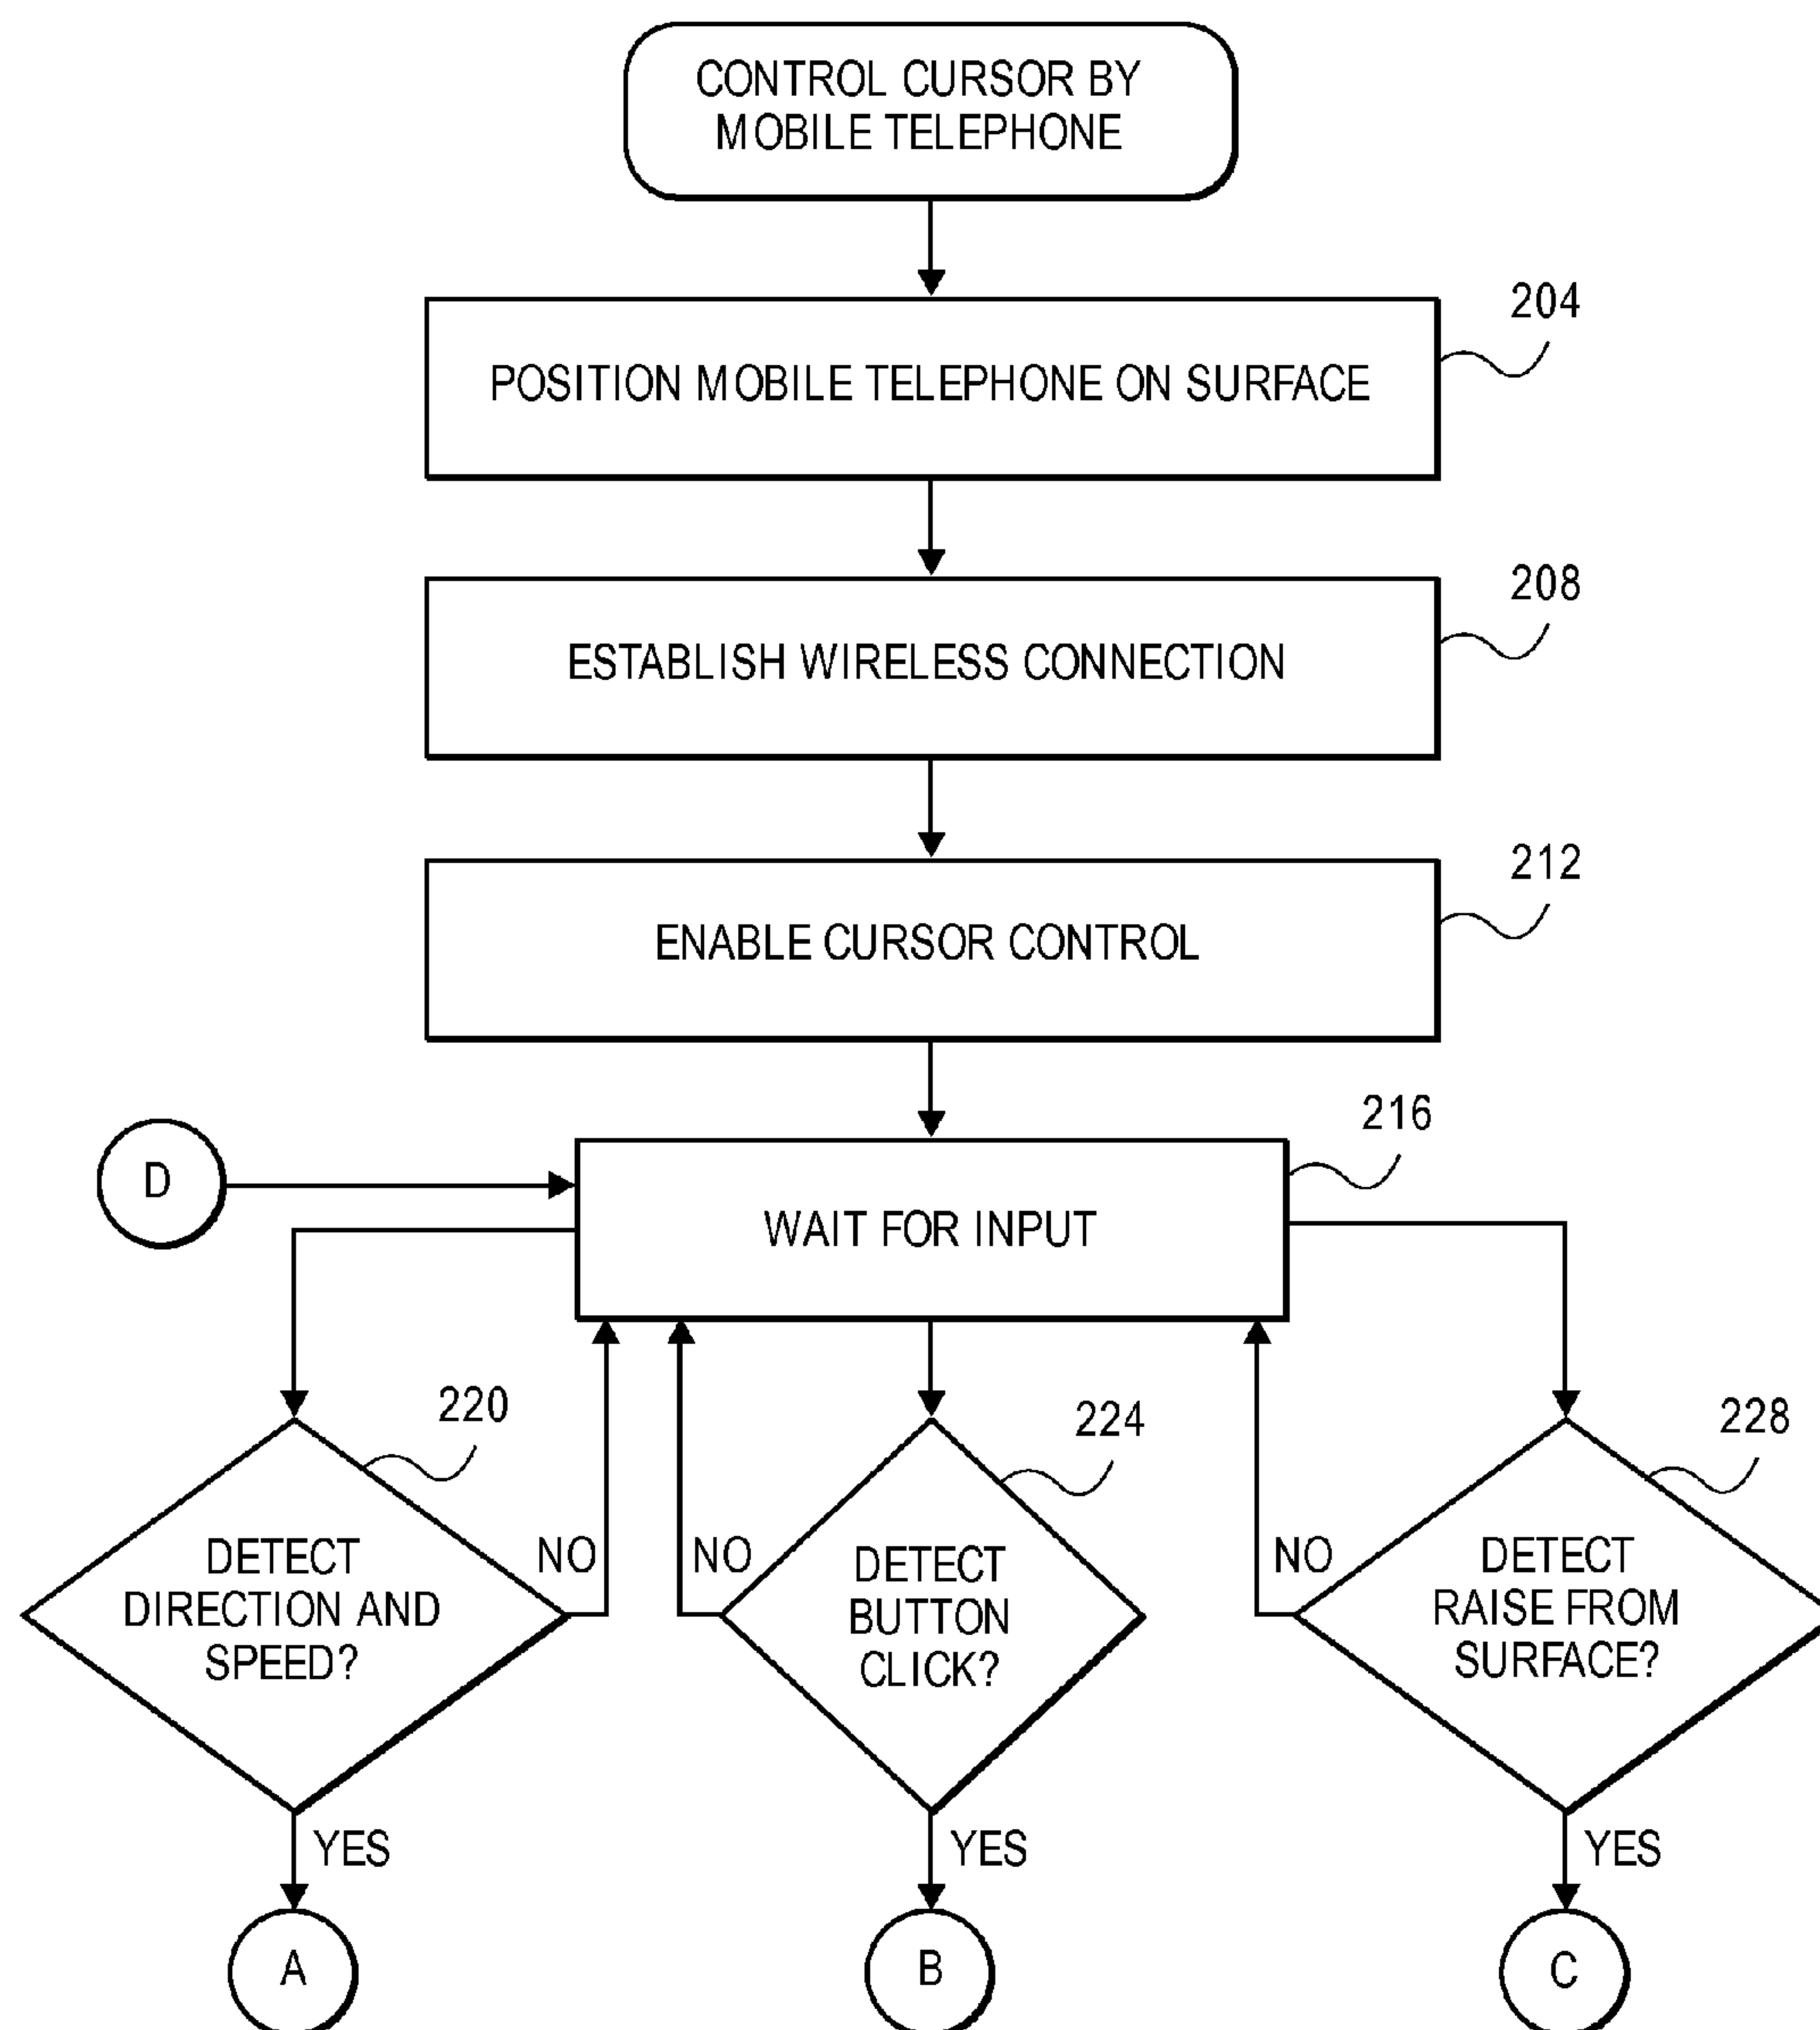 CONTROL CURSOR BY
MOBILE TELEPHONE
204
POSITION MOBILE TELEPHONE ON SURFACE
208
ESTABLISH WIRELESS CONNECTION
212
ENABLE CURSOR CONTROL
216
D
WAIT FOR INPUT
220
224
228
DETECT
DIRECTION AND
SPEED?
NO
NO
DETECT
BUTTON
CLICK?
NO
DETECT
RAISE FROM
SURFACE?
YES
YES
YES
A
B
C